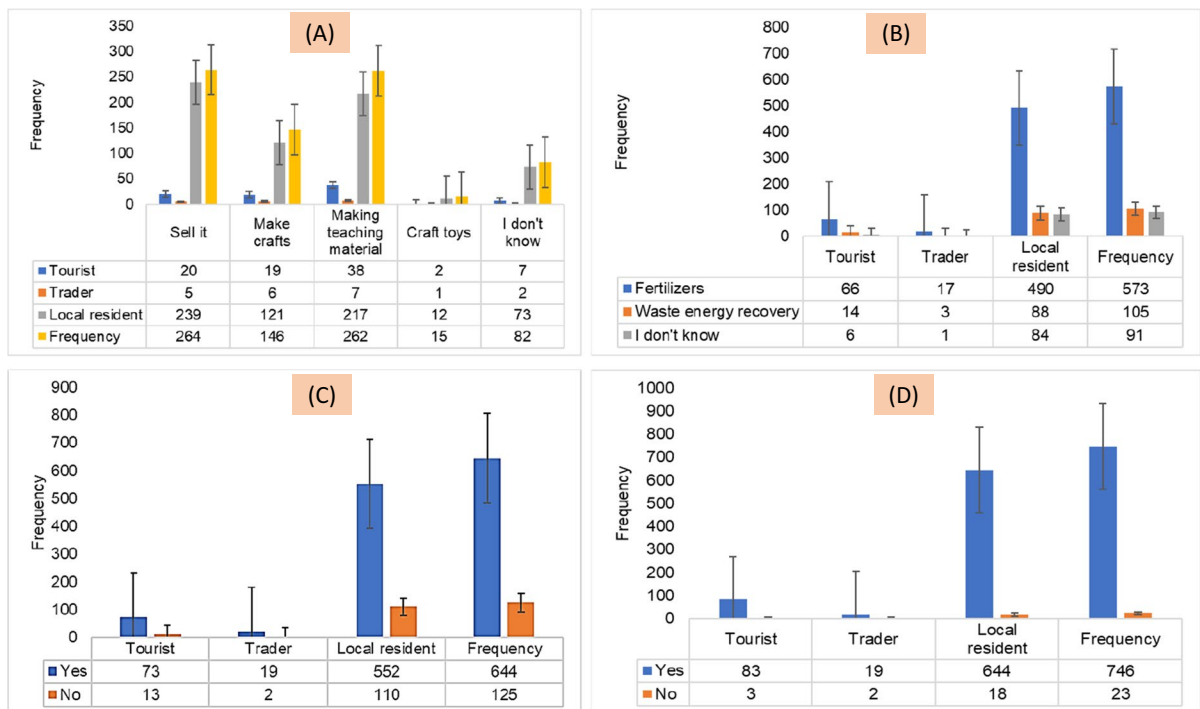 (A)
350
300
250
200
150
100
50
0
Frequency
Sell it
Make crafts
Making teaching material
Craft toys
I don't know
Tourist 20 19 38 2 7
Trader 5 6 7 1 2
Local resident 239 121 217 12 73
Frequency 264 146 262 15 82
(B)
800
700
600
500
400
300
200
100
0
Frequency
Tourist Trader Local resident Frequency
Fertilizers 66 17 490 573
Waste energy recovery 14 3 88 105
I don't know 6 1 84 91
(C)
900
800
700
600
500
400
300
200
100
0
Frequency
Tourist Trader Local resident Frequency
Yes 73 19 552 644
No 13 2 110 125
(D)
1000
900
800
700
600
500
400
300
200
100
0
Frequency
Tourist Trader Local resident Frequency
Yes 83 19 644 746
No 3 2 18 23